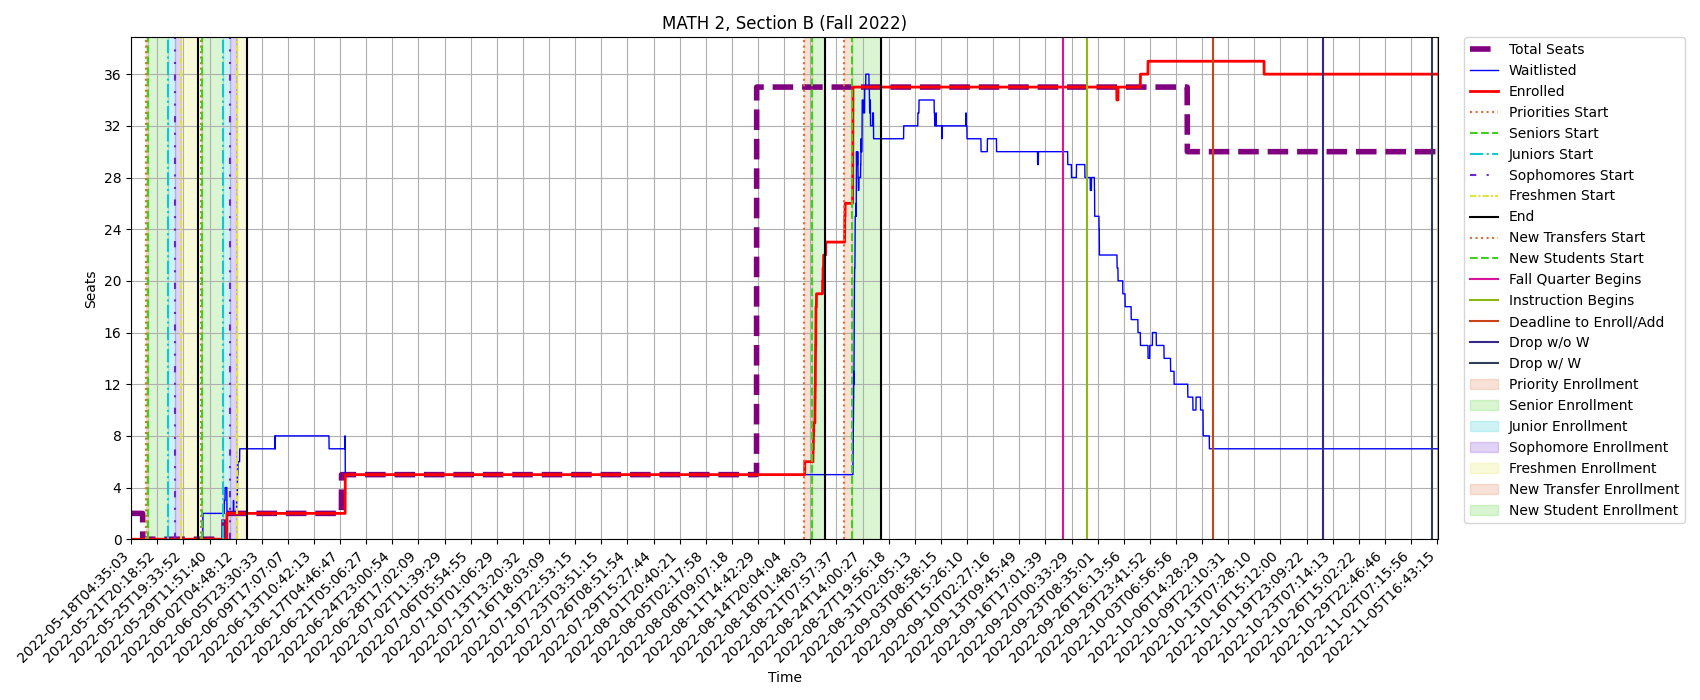 MATH 2, Section B (Fall 2022)
Seats
36
32
28
24
20
16
12
8
4
0
2022-05-18T04:35:03
2022-05-21T20:18:52
2022-05-25T19:33:52
2022-05-29T11:51:40
2022-06-02T04:48:12
2022-06-05T23:30:33
2022-06-09T17:07:07
2022-06-13T10:42:13
2022-06-17T04:46:47
2022-06-21T05:06:27
2022-06-24T23:00:54
2022-06-28T17:02:09
2022-07-02T11:39:29
2022-07-06T05:54:55
2022-07-10T01:06:29
2022-07-13T13:20:32
2022-07-16T18:03:09
2022-07-19T22:53:15
2022-07-23T03:51:15
2022-07-26T08:51:54
2022-07-29T15:27:44
2022-08-01T20:40:21
2022-08-05T02:17:58
2022-08-08T09:07:18
2022-08-11T14:42:29
2022-08-14T20:04:04
2022-08-18T01:48:03
2022-08-21T07:57:37
2022-08-24T14:00:27
2022-08-27T19:56:18
2022-08-31T02:05:13
2022-09-03T08:58:15
2022-09-06T15:26:10
2022-09-10T02:27:16
2022-09-13T09:45:49
2022-09-16T17:01:39
2022-09-20T00:33:29
2022-09-23T08:35:01
2022-09-26T16:13:56
2022-09-29T23:41:52
2022-10-03T06:56:56
2022-10-06T14:28:29
2022-10-09T22:10:31
2022-10-13T07:28:10
2022-10-16T15:12:00
2022-10-19T23:09:22
2022-10-23T07:14:13
2022-10-26T15:02:22
2022-10-29T22:46:46
2022-11-02T07:15:56
2022-11-05T16:43:15
Time
Total Seats
Waitlisted
Enrolled
Priorities Start
Seniors Start
Juniors Start
Sophomores Start
Freshmen Start
End
New Transfers Start
New Students Start
Fall Quarter Begins
Instruction Begins
Deadline to Enroll/Add
Drop w/o W
Drop w/ W
Priority Enrollment
Senior Enrollment
Junior Enrollment
Sophomore Enrollment
Freshmen Enrollment
New Transfer Enrollment
New Student Enrollment